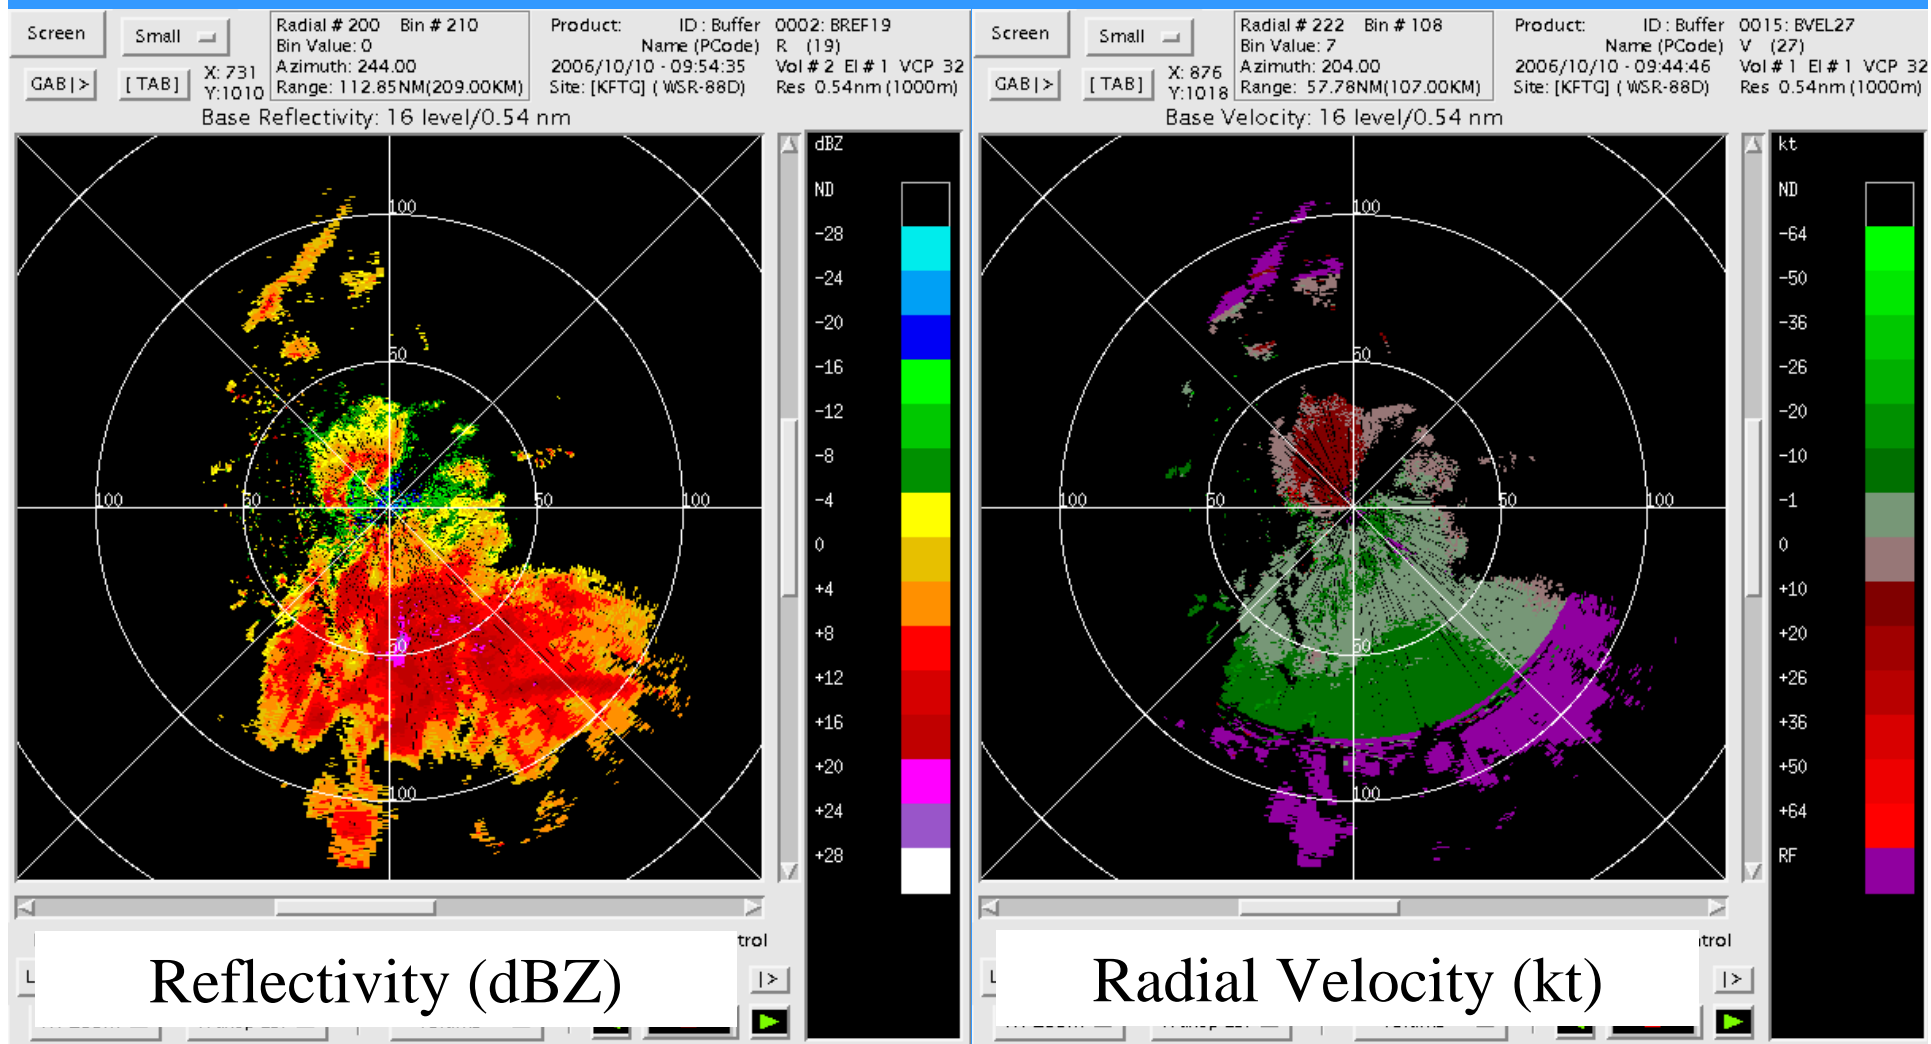 Screen
Small
GAB|>
[ TAB]
X: 731
Y:1010
Radial # 200 Bin # 210
Bin Value: 0
Azimuth: 244.00
Range: 112.85NM(209.00KM)
Product: ID : Buffer 0002: BREF19
Name (PCode) R (19)
2006/10/10 - 09:54:35 Vol # 2 El # 1 VCP 32
Site: [KFTG] ( WSR-88D) Res 0.54nm (1000m)
Base Reflectivity: 16 level/0.54 nm
100
50
100
50
50
100
50
100
dBZ
ND
-28
-24
-20
-16
-12
-8
-4
0
+4
+8
+12
+16
+20
+24
+28
trol
L
|>
Reflectivity (dBZ)
Screen
Small
GAB|>
[ TAB]
X: 876
Y:1018
Radial # 222 Bin # 108
Bin Value: 7
Azimuth: 204.00
Range: 57.78NM(107.00KM)
Product: ID : Buffer 0015: BVEL27
Name (PCode) V (27)
2006/10/10 - 09:44:46 Vol # 1 El # 1 VCP 32
Site: [KFTG] ( WSR-88D) Res 0.54nm (1000m)
Base Velocity: 16 level/0.54 nm
100
50
100
50
50
100
50
100
kt
ND
-64
-50
-36
-26
-20
-10
-1
0
+10
+20
+26
+36
+50
+64
RF
trol
L
|>
Radial Velocity (kt)